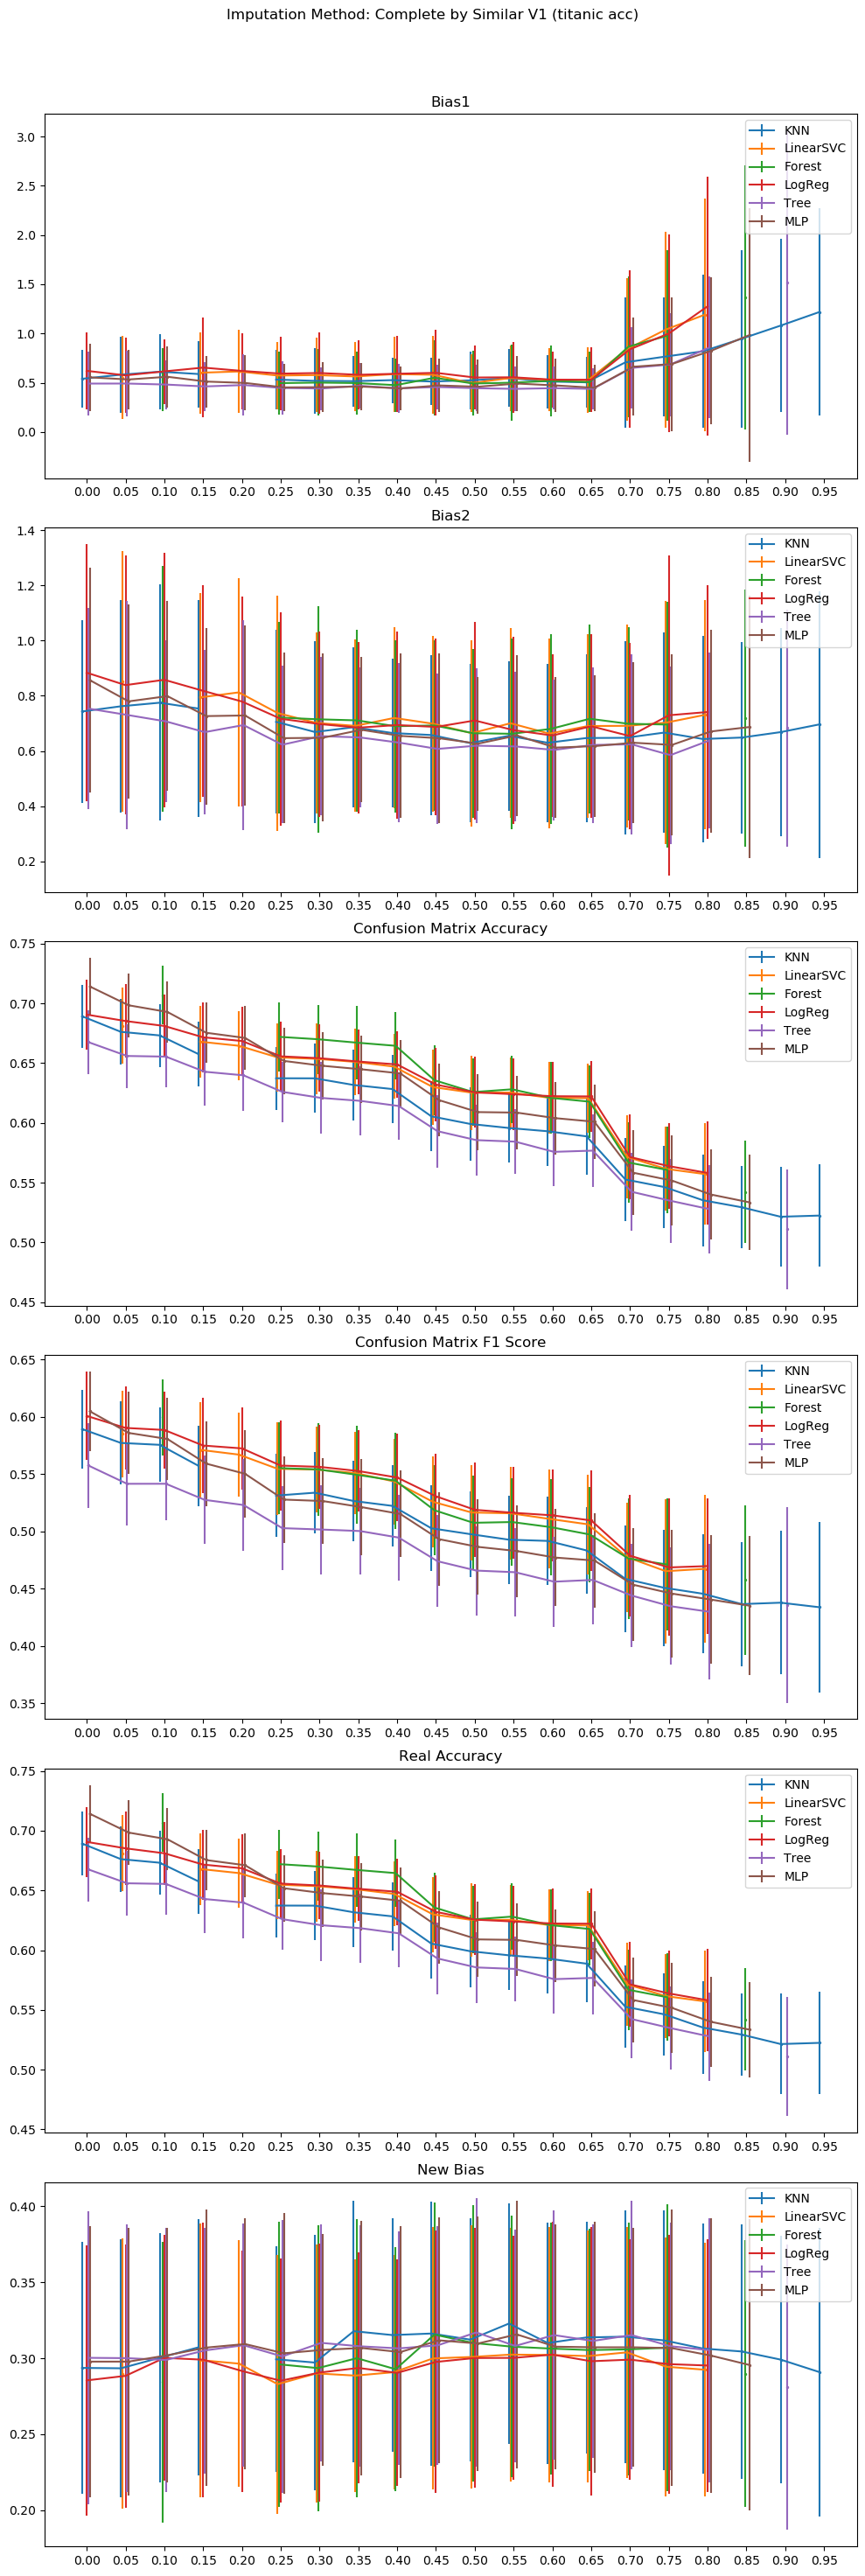 Imputation Method: Complete by Similar V1 (titanic acc)
Bias1
3.0
2.5
2.0
1.5
1.0
0.5
0.0
KNN
LinearSVC
Forest
LogReg
Tree
MLP
0.00 0.05 0.10 0.15 0.20 0.25 0.30 0.35 0.40 0.45 0.50 0.55 0.60 0.65 0.70 0.75 0.80 0.85 0.90 0.95
Bias2
1.4
1.2
1.0
0.8
0.6
0.4
0.2
KNN
LinearSVC
Forest
LogReg
Tree
MLP
0.00 0.05 0.10 0.15 0.20 0.25 0.30 0.35 0.40 0.45 0.50 0.55 0.60 0.65 0.70 0.75 0.80 0.85 0.90 0.95
Confusion Matrix Accuracy
0.75
0.70
0.65
0.60
0.55
0.50
0.45
KNN
LinearSVC
Forest
LogReg
Tree
MLP
0.00 0.05 0.10 0.15 0.20 0.25 0.30 0.35 0.40 0.45 0.50 0.55 0.60 0.65 0.70 0.75 0.80 0.85 0.90 0.95
Confusion Matrix F1 Score
0.65
0.60
0.55
0.50
0.45
0.40
0.35
KNN
LinearSVC
Forest
LogReg
Tree
MLP
0.00 0.05 0.10 0.15 0.20 0.25 0.30 0.35 0.40 0.45 0.50 0.55 0.60 0.65 0.70 0.75 0.80 0.85 0.90 0.95
Real Accuracy
0.75
0.70
0.65
0.60
0.55
0.50
0.45
KNN
LinearSVC
Forest
LogReg
Tree
MLP
0.00 0.05 0.10 0.15 0.20 0.25 0.30 0.35 0.40 0.45 0.50 0.55 0.60 0.65 0.70 0.75 0.80 0.85 0.90 0.95
New Bias
0.40
0.35
0.30
0.25
0.20
KNN
LinearSVC
Forest
LogReg
Tree
MLP
0.00 0.05 0.10 0.15 0.20 0.25 0.30 0.35 0.40 0.45 0.50 0.55 0.60 0.65 0.70 0.75 0.80 0.85 0.90 0.95